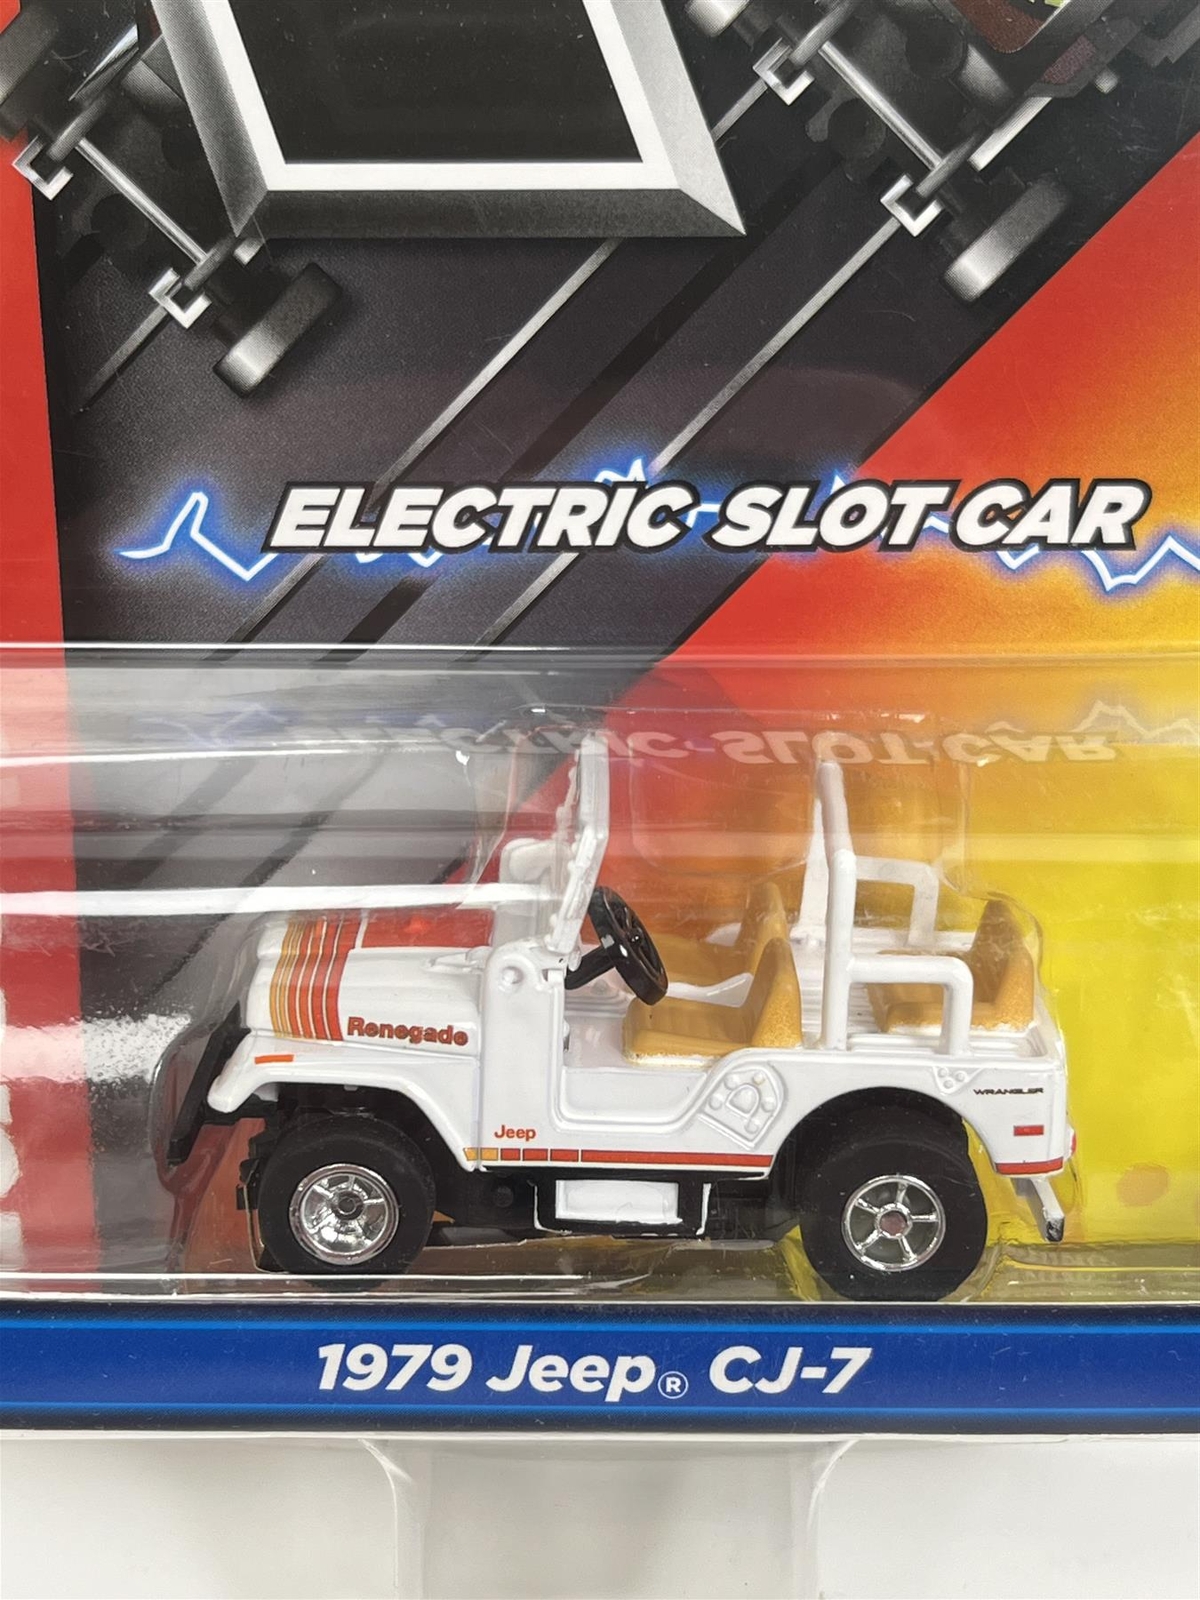 ELECTRIC SLOT CAR
Renegade
WRANGLER
Jeep
1979 Jeep® CJ-7